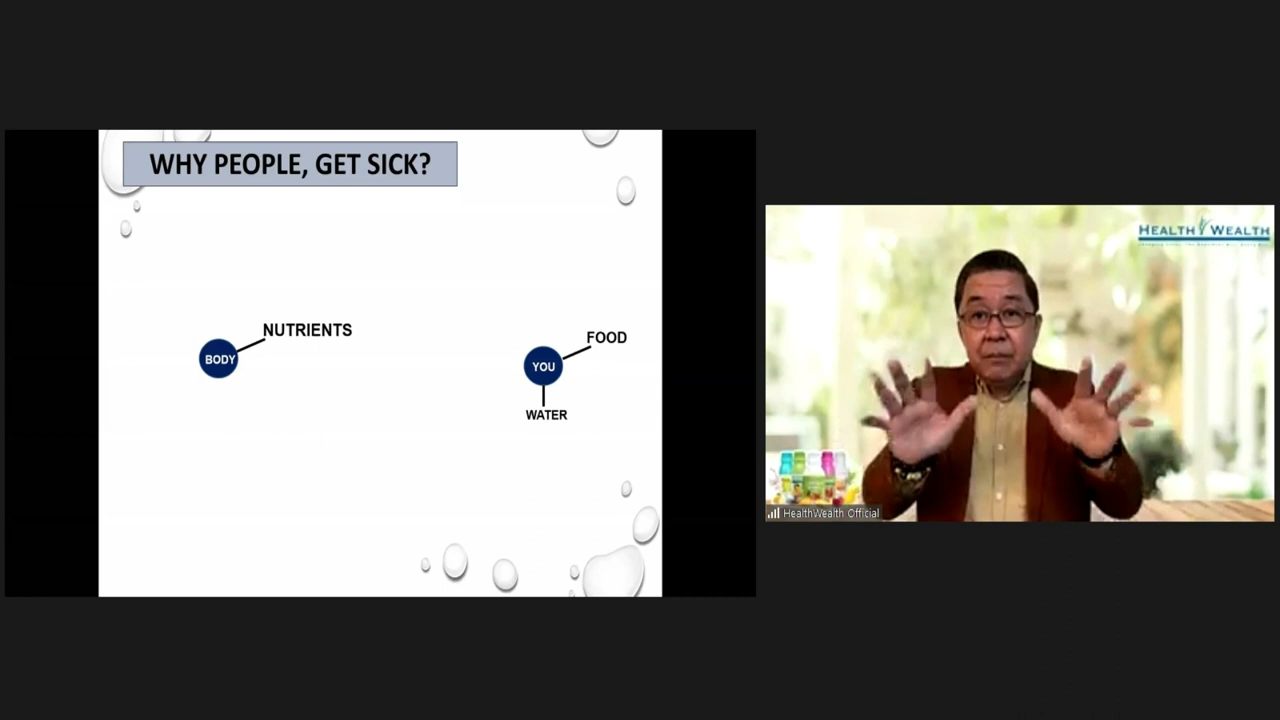 WHY PEOPLE, GET SICK?
NUTRIENTS
BODY
FOOD
YOU
WATER
HEALTH WEALTH
HealthWealth Official